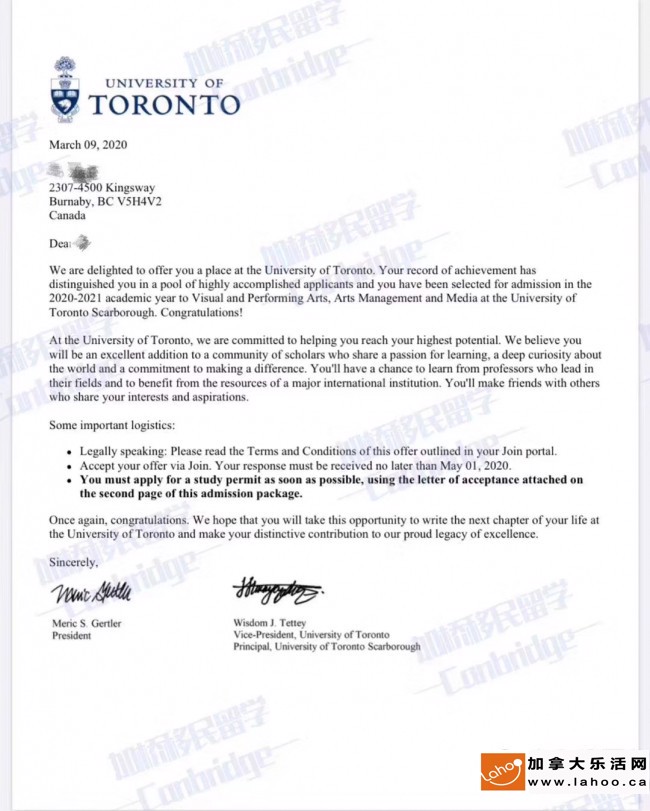 UNIVERSITY OF
TORONTO
March 09, 2020
2307-4500 Kingsway
Burnaby, BC V5H4V2
Canada
Dear
We are delighted to offer you a place at the University of Toronto. Your record of achievement has
distinguished you in a pool of highly accomplished applicants and you have been selected for admission in the
2020-2021 academic year to Visual and Performing Arts, Arts Management and Media at the University of
Toronto Scarborough. Congratulations!
At the University of Toronto, we are committed to helping you reach your highest potential. We believe you
will be an excellent addition to a community of scholars who share a passion for learning, a deep curiosity about
the world and a commitment to making a difference. You'll have a chance to learn from professors who lead in
their fields and to benefit from the resources of a major international institution. You'll make friends with others
who share your interests and aspirations.
Some important logistics:
• Legally speaking: Please read the Terms and Conditions of this offer outlined in your Join portal.
• Accept your offer via Join. Your response must be received no later than May 01, 2020.
• You must apply for a study permit as soon as possible, using the letter of acceptance attached on
the second page of this admission package.
Once again, congratulations. We hope that you will take this opportunity to write the next chapter of your life at
the University of Toronto and make your distinctive contribution to our proud legacy of excellence.
Sincerely,
Meric S. Gertler
President
Wisdom J. Tettey
Vice-President, University of Toronto
Principal, University of Toronto Scarborough
加桥移民留学
Conbridge
Lahoo
加拿大乐活网
www.lahoo.ca